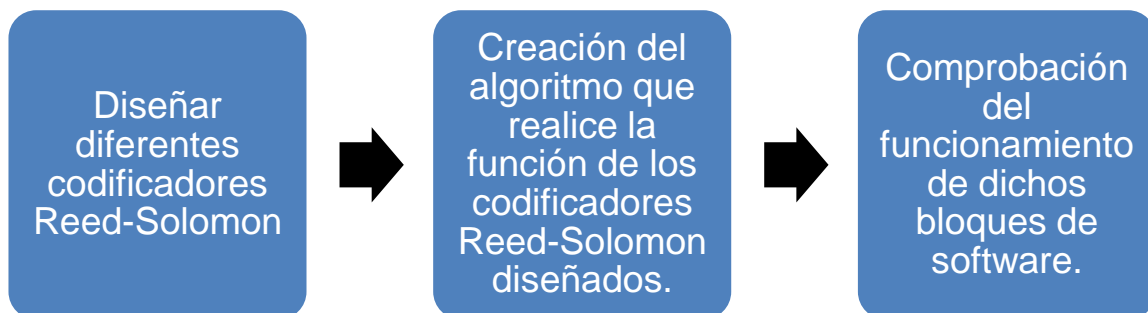 Diseñar
diferentes
codificadores
Reed-Solomon
Creación del
algoritmo que
realice la
función de los
codificadores
Reed-Solomon
diseñados.
Comprobación
del
funcionamiento
de dichos
bloques de
software.